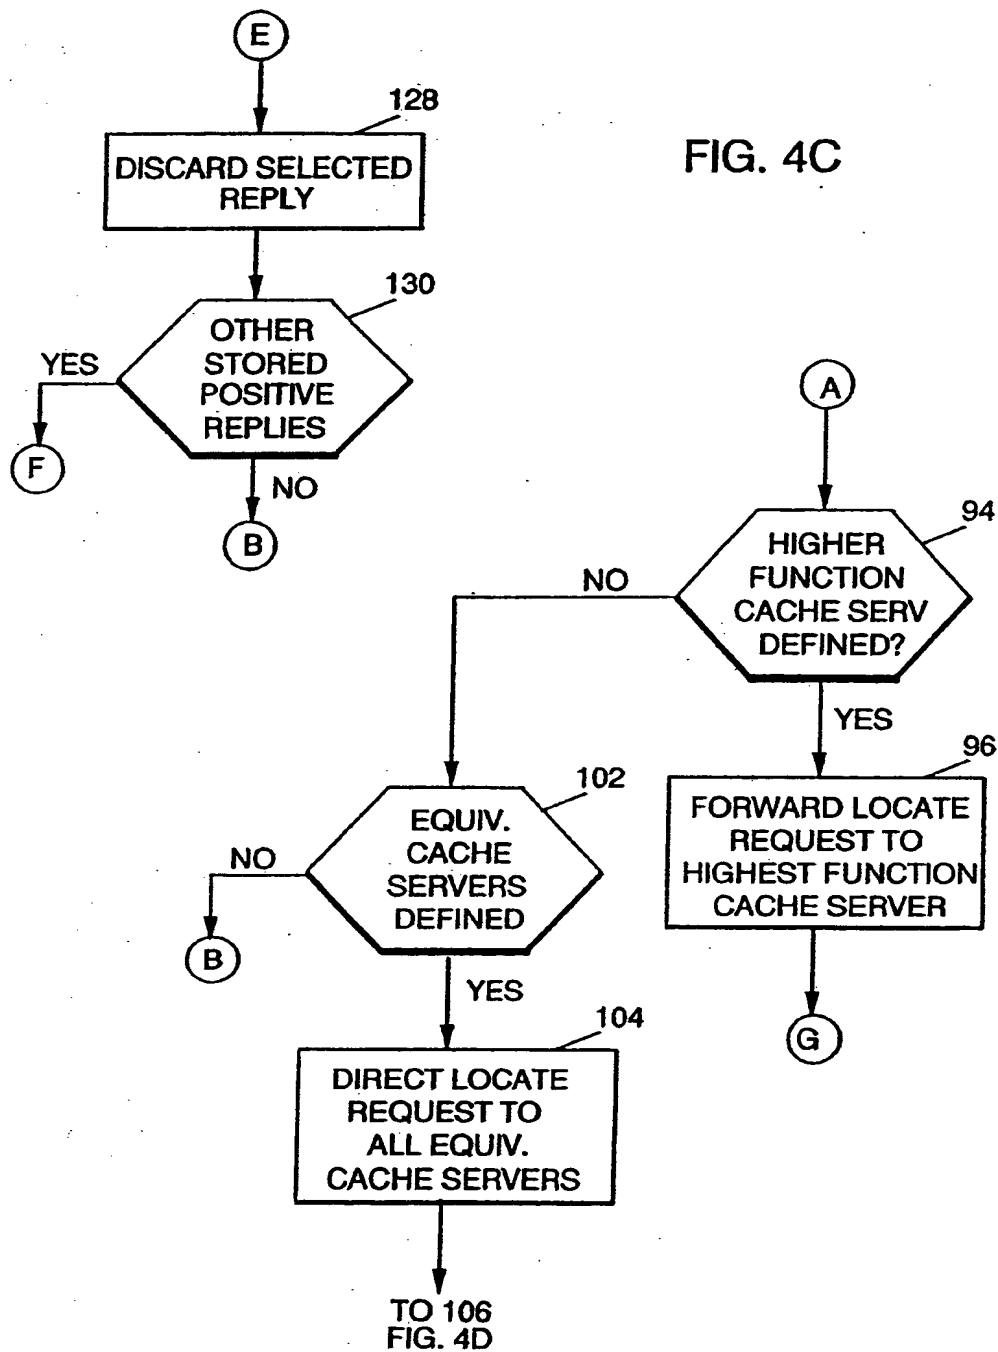 E
128
DISCARD SELECTED
REPLY
FIG. 4C
130
OTHER
STORED
POSITIVE
REPLIES
YES
F
NO
B
A
94
HIGHER
FUNCTION
CACHE SERV
DEFINED?
NO
YES
96
FORWARD LOCATE
REQUEST TO
HIGHEST FUNCTION
CACHE SERVER
G
102
EQUIV.
CACHE
SERVERS
DEFINED
NO
B
YES
104
DIRECT LOCATE
REQUEST TO
ALL EQUIV.
CACHE SERVERS
TO 106
FIG. 4D